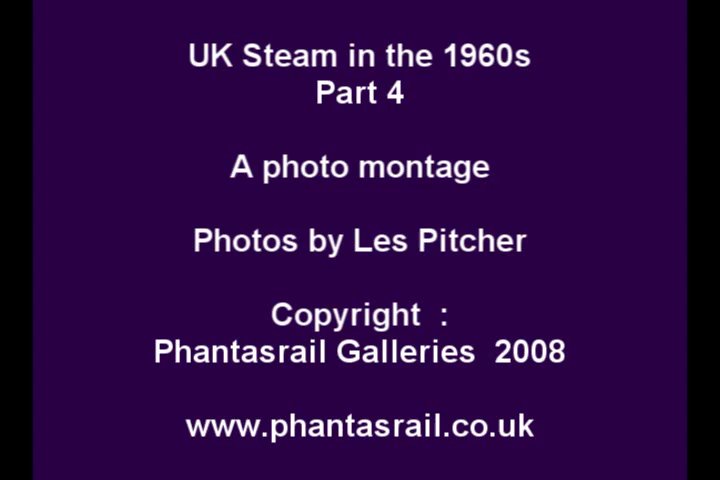 UK Steam in the 1960s
Part 4
A photo montage
Photos by Les Pitcher
Copyright :
Phantasrail Galleries 2008
www.phantasrail.co.uk